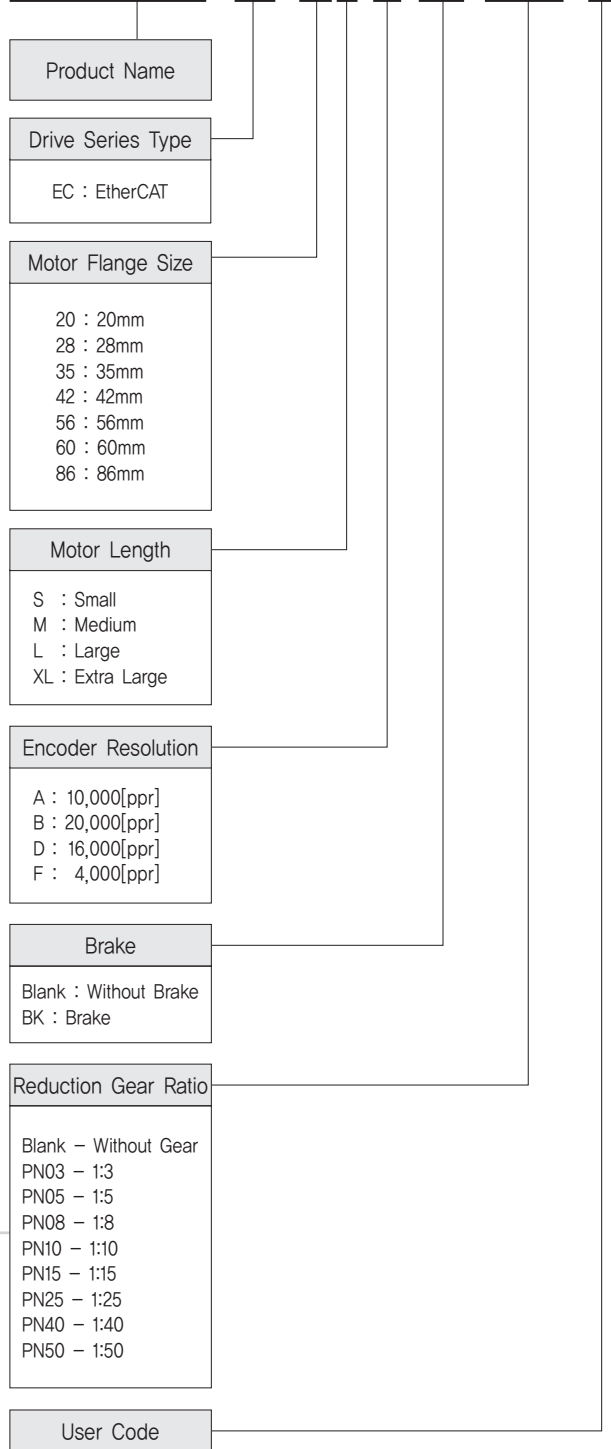 Product Name
Drive Series Type
EC : EtherCAT
Motor Flange Size
20 : 20mm
28 : 28mm
35 : 35mm
42 : 42mm
56 : 56mm
60 : 60mm
86 : 86mm
Motor Length
S : Small
M : Medium
L : Large
XL : Extra Large
Encoder Resolution
A : 10,000[ppr]
B : 20,000[ppr]
D : 16,000[ppr]
F : 4,000[ppr]
Brake
Blank : Without Brake
BK : Brake
Reduction Gear Ratio
Blank – Without Gear
PN03 – 1:3
PN05 – 1:5
PN08 – 1:8
PN10 – 1:10
PN15 – 1:15
PN25 – 1:25
PN40 – 1:40
PN50 – 1:50
User Code